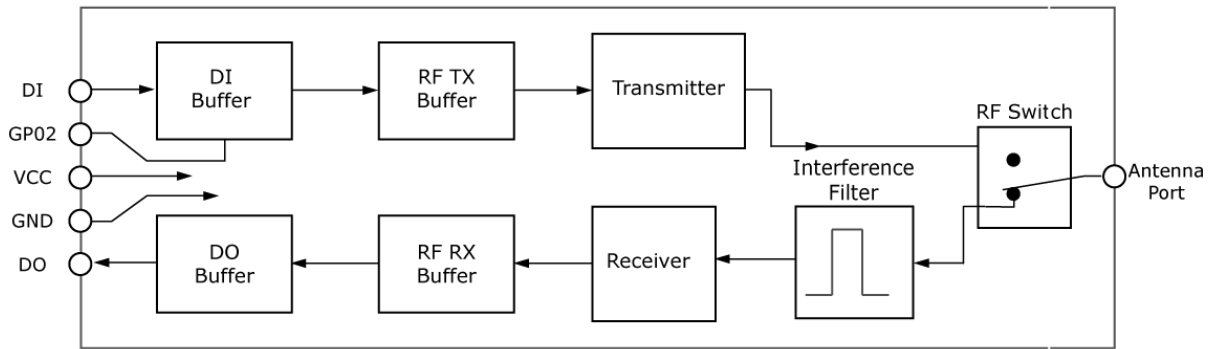 DI
GP02
VCC
GND
DO
DI
Buffer
RF TX
Buffer
Transmitter
RF Switch
Antenna
Port
Interference
Filter
DO
Buffer
RF RX
Buffer
Receiver